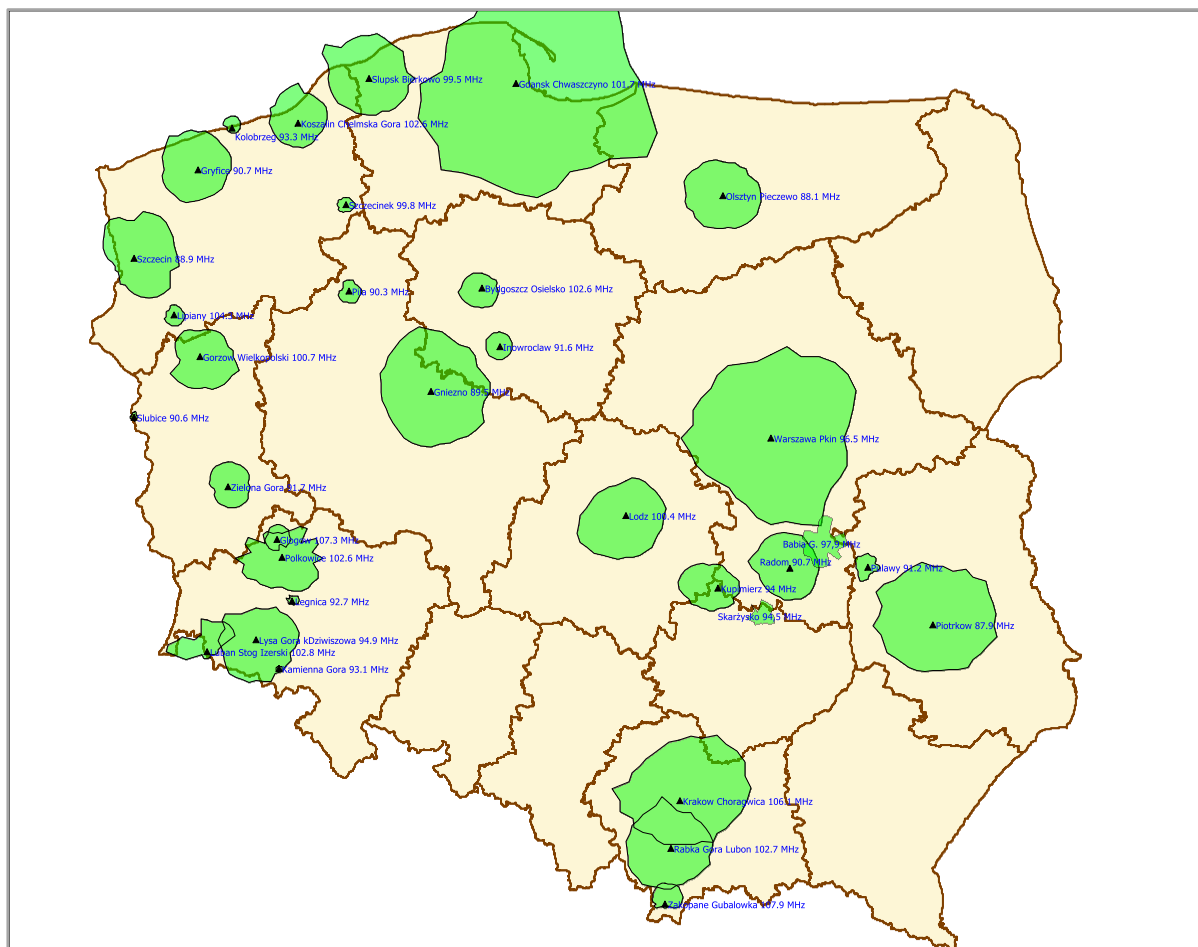 Slupsk Bierkowo 99.5 MHz
Gdansk Chwaszczyno 101.7 MHz
Koszalin Chelmska Gora 102.6 MHz
Kolobrzeg 93.3 MHz
Gryfice 90.7 MHz
Olsztyn Pieczewo 88.1 MHz
Szczecinek 99.8 MHz
Szczecin 88.9 MHz
Pila 90.3 MHz
Bydgoszcz Osielsko 102.6 MHz
Lipiany 104.5 MHz
Inowroclaw 91.6 MHz
Gorzow Wielkopolski 100.7 MHz
Gniezno 89.5 MHz
Slubice 90.6 MHz
Warszawa Pkin 96.5 MHz
Zielona Gora 91.7 MHz
Lodz 100.4 MHz
Glogow 107.3 MHz
Babia G. 97,9 MHz
Polkowice 102.6 MHz
Radom 90.7 MHz
Pulawy 91.2 MHz
Kupimierz 94 MHz
Legnica 92.7 MHz
Skarżysko 94,5 MHz
Piotrkow 87.9 MHz
Lysa Gora kDziwiszowa 94.9 MHz
Luban Stog Izerski 102.8 MHz
Kamienna Gora 93.1 MHz
Krakow Choragwica 106.1 MHz
Rabka Gora Lubon 102.7 MHz
Zakopane Gubalowka 107.9 MHz